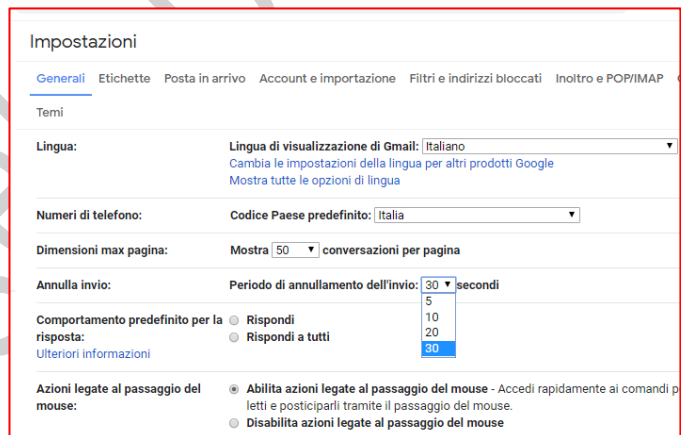 Impostazioni
Generali Etichette Posta in arrivo Account e importazione Filtri e indirizzi bloccati Inoltro e POP/IMAP
Temi
Lingua: Lingua di visualizzazione di Gmail: Italiano
Cambia le impostazioni della lingua per altri prodotti Google
Mostra tutte le opzioni di lingua
Numeri di telefono: Codice Paese predefinito: Italia
Dimensioni max pagina: Mostra 50 conversazioni per pagina
Annulla invio: Periodo di annullamento dell'invio: 30 secondi
5
10
20
30
Comportamento predefinito per la risposta:
Ulteriori informazioni
Rispondi
Rispondi a tutti
Azioni legate al passaggio del mouse:
Abilita azioni legate al passaggio del mouse - Accedi rapidamente ai comandi
letti e posticiparli tramite il passaggio del mouse.
Disabilita azioni legate al passaggio del mouse